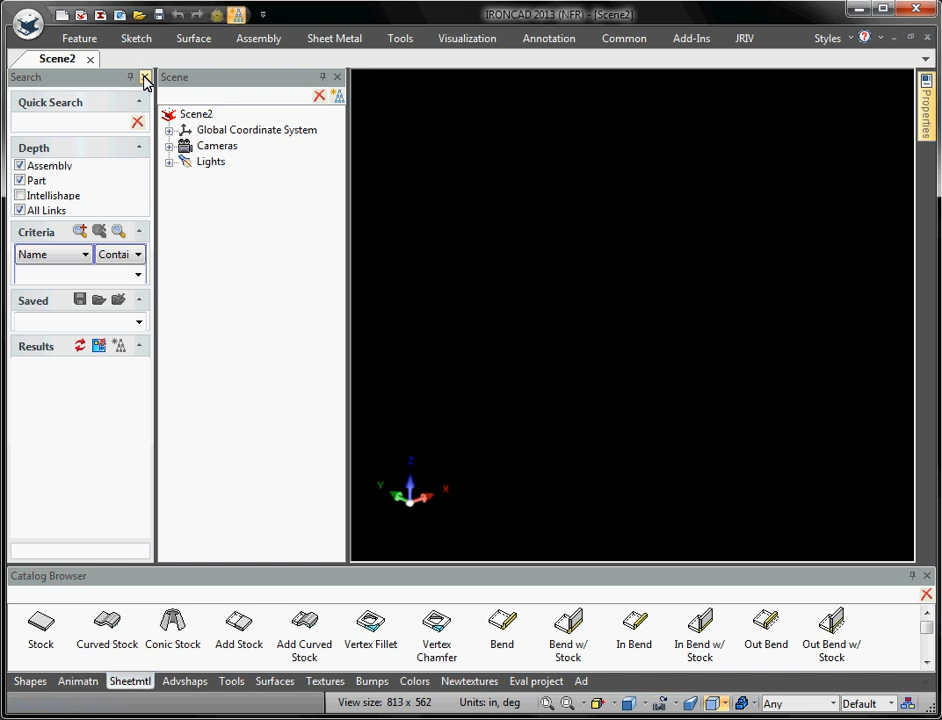 IRONCAD 2013 (NFR) - [Scene2]
Feature Sketch Surface Assembly Sheet Metal Tools Visualization Annotation Common Add-Ins JRIV Styles
Scene2
Search
Scene
Quick Search
Depth
Assembly
Part
Intellishape
All Links
Criteria
Name Contai
Saved
Results
Scene2
Global Coordinate System
Cameras
Lights
Z
Y
X
Properties
Catalog Browser
Stock Curved Stock Conic Stock Add Stock Add Curved Stock Vertex Fillet Vertex Chamfer Bend Bend w/ Stock In Bend In Bend w/ Stock Out Bend Out Bend w/ Stock
Shapes Animatn Sheetmtl Advshaps Tools Surfaces Textures Bumps Colors Newtextures Eval project Ad
View size: 813 x 562 Units: in, deg Any Default